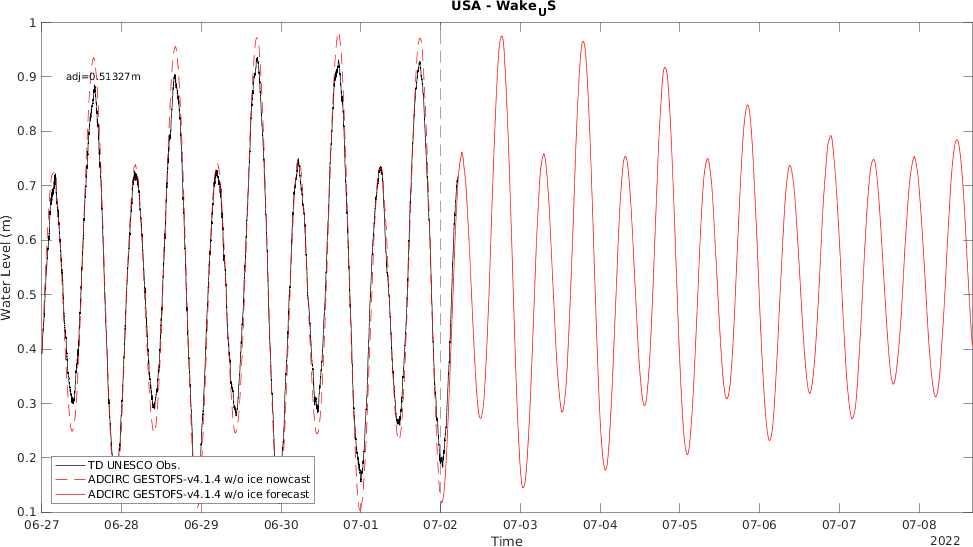 USA - WakeUS
1
0.9
adj=0.51327m
0.8
0.7
0.6
0.5
0.4
0.3
0.2
0.1
Water Level (m)
TD UNESCO Obs.
ADCIRC GESTOFS-v4.1.4 w/o ice nowcast
ADCIRC GESTOFS-v4.1.4 w/o ice forecast
06-27 06-28 06-29 06-30 07-01 07-02 07-03 07-04 07-05 07-06 07-07 07-08
Time
2022